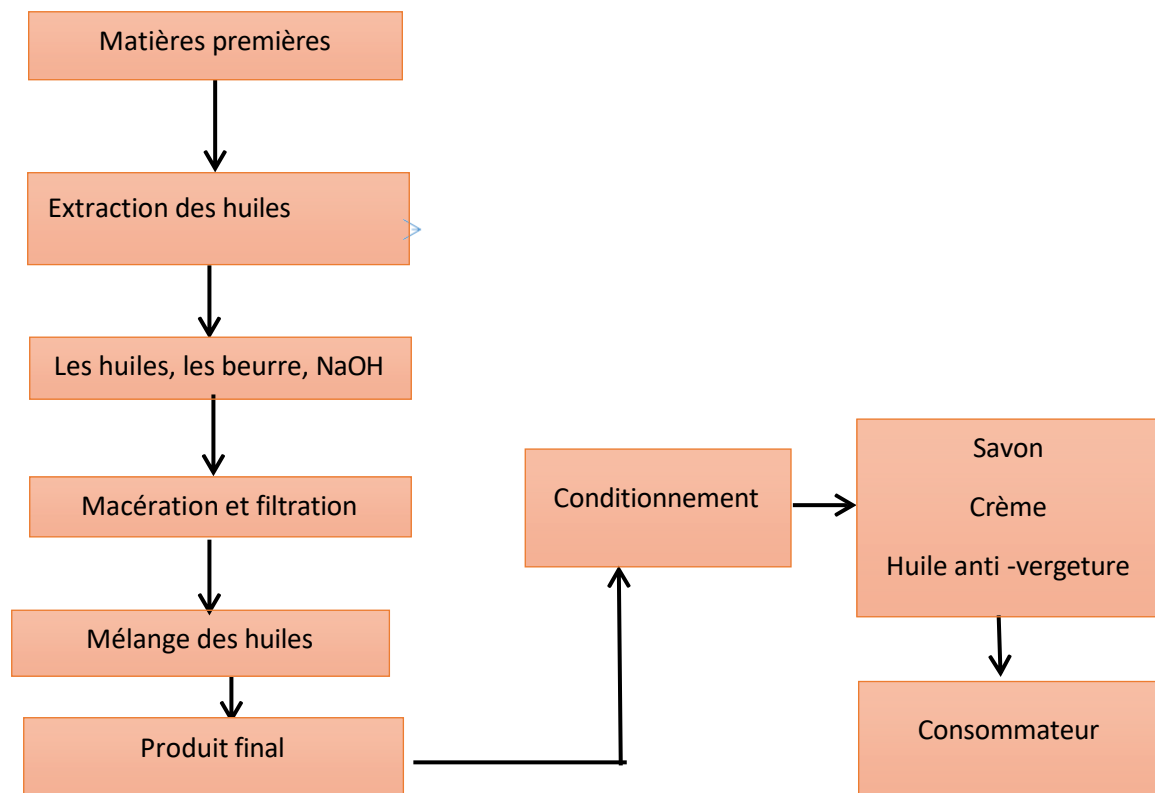 Matières premières
Extraction des huiles
Les huiles, les beurre, NaOH
Macération et filtration
Mélange des huiles
Produit final
Conditionnement
Savon
Crème
Huile anti -vergeture
Consommateur